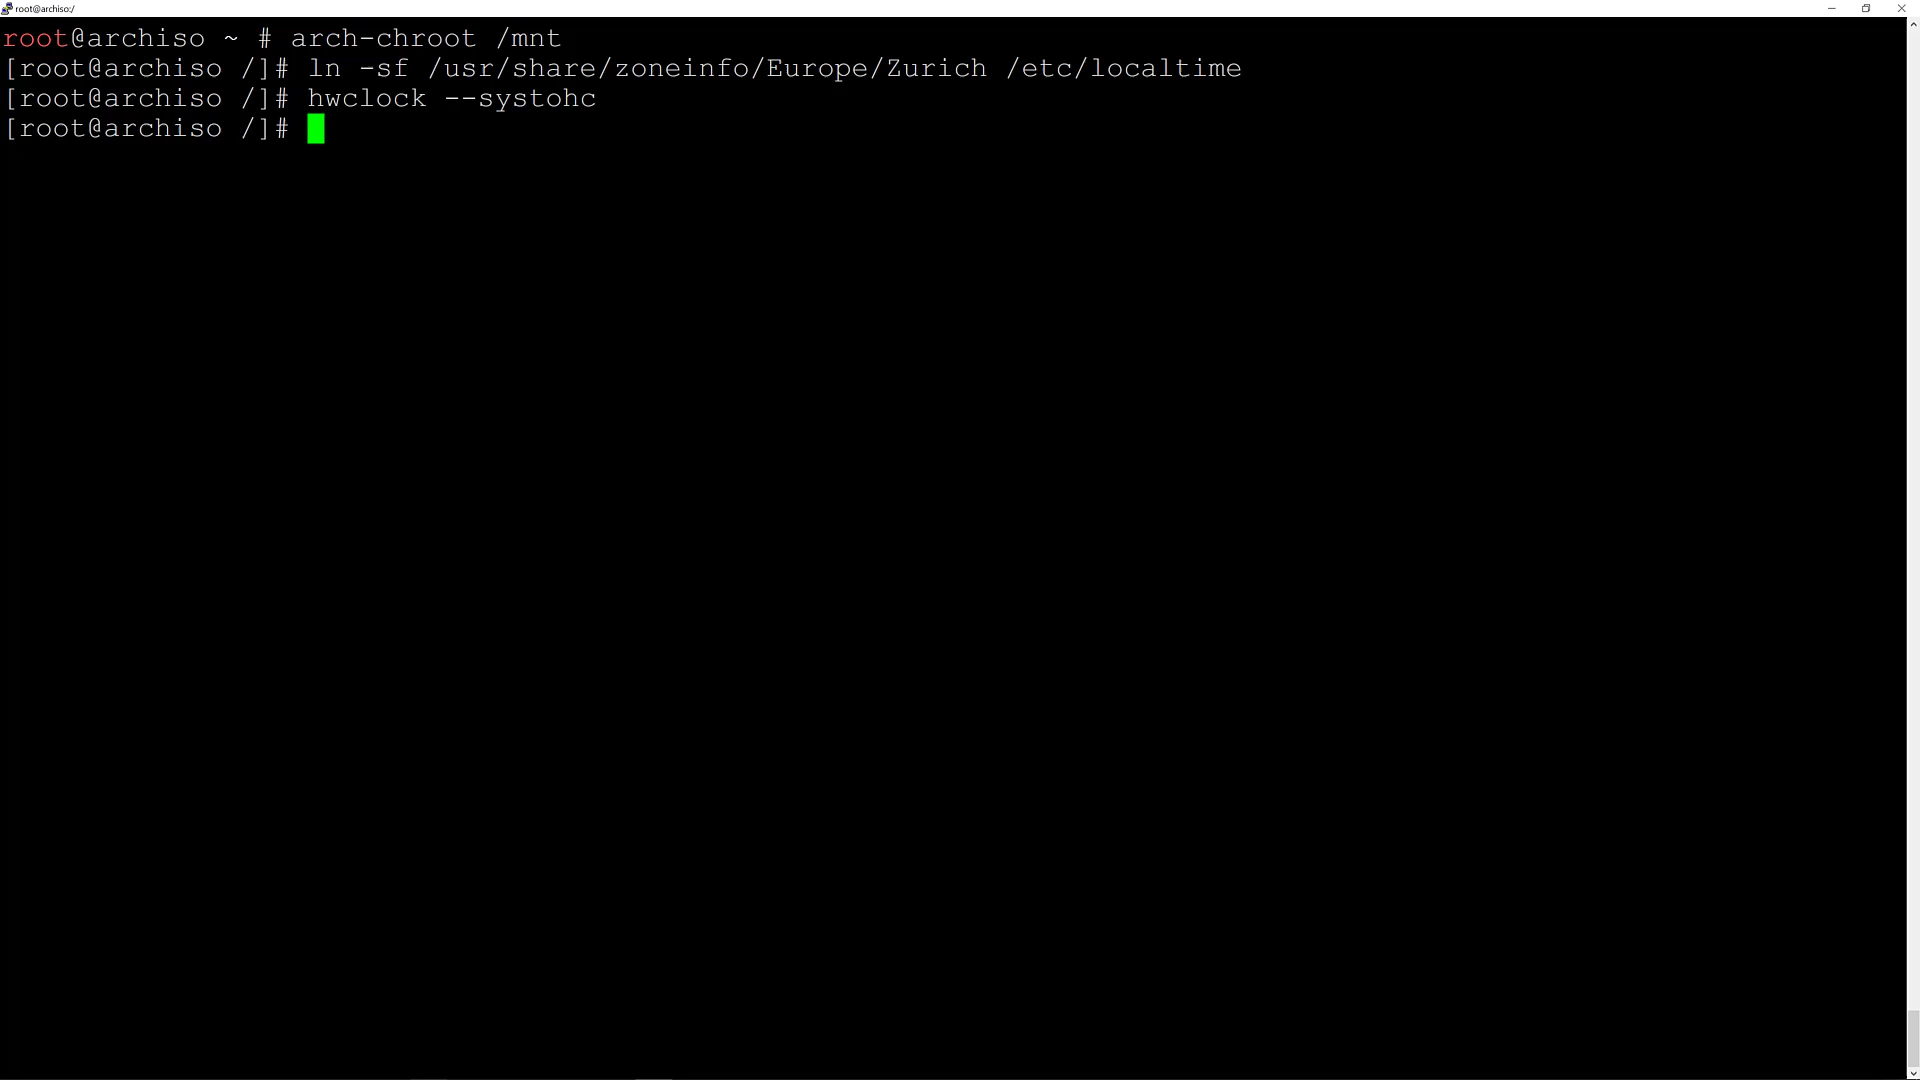 root@archiso:/
root@archiso ~ # arch-chroot /mnt
[root@archiso /]# ln -sf /usr/share/zoneinfo/Europe/Zurich /etc/localtime
[root@archiso /]# hwclock --systohc
[root@archiso /]#